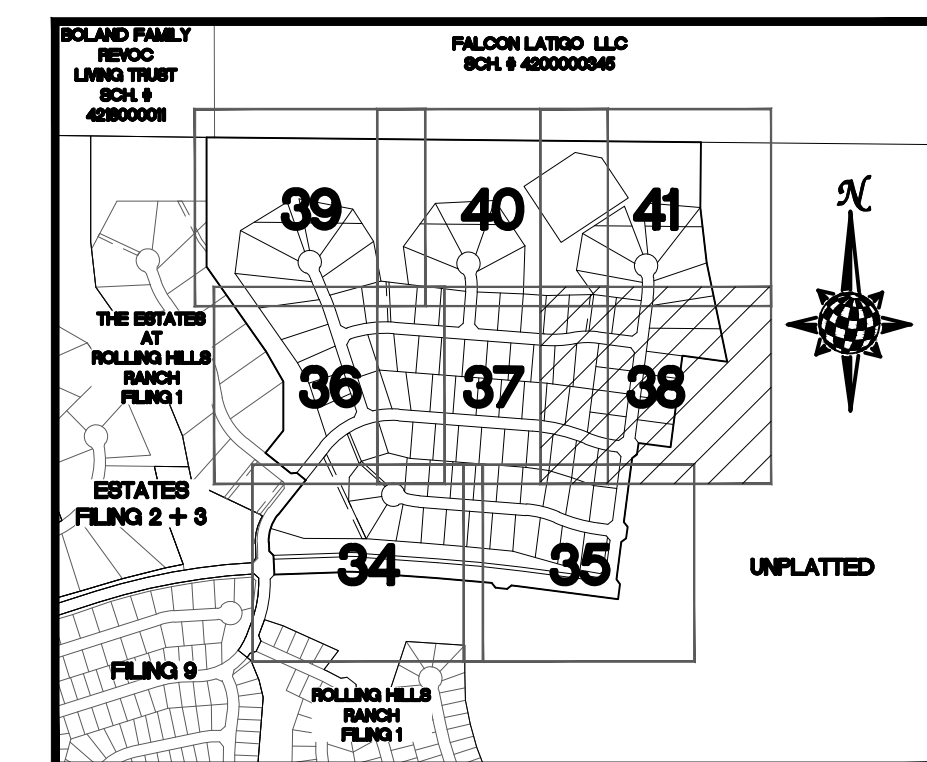 BOLAND FAMILY
REVOC
LIVING TRUST
SCH. #
4218000011
FALCON LATIGO LLC
SCH. # 4200000345
N
39
40
41
THE ESTATES
AT
ROLLING HILLS
RANCH
FILING 1
36
37
38
ESTATES
FILING 2 + 3
34
35
UNPLATTED
FILING 9
ROLLING HILLS
RANCH
FILING 1